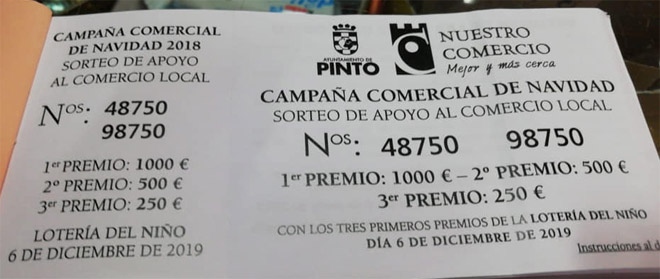 CAMPAÑA COMERCIAL
DE NAVIDAD 2018
SORTEO DE APOYO
AL COMERCIO LOCAL
Nos: 48750
98750
1er PREMIO: 1000 €
2º PREMIO: 500 €
3er PREMIO: 250 €
LOTERÍA DEL NIÑO
6 DE DICIEMBRE DE 2019
AYUNTAMIENTO DE
PINTO
NUESTRO
COMERCIO
Mejor y más cerca
CAMPAÑA COMERCIAL DE NAVIDAD
SORTEO DE APOYO AL COMERCIO LOCAL
Nos: 48750 98750
1er PREMIO: 1000 € – 2º PREMIO: 500 €
3er PREMIO: 250 €
CON LOS TRES PRIMEROS PREMIOS DE LA LOTERÍA DEL NIÑO
DÍA 6 DE DICIEMBRE DE 2019
Instrucciones al d